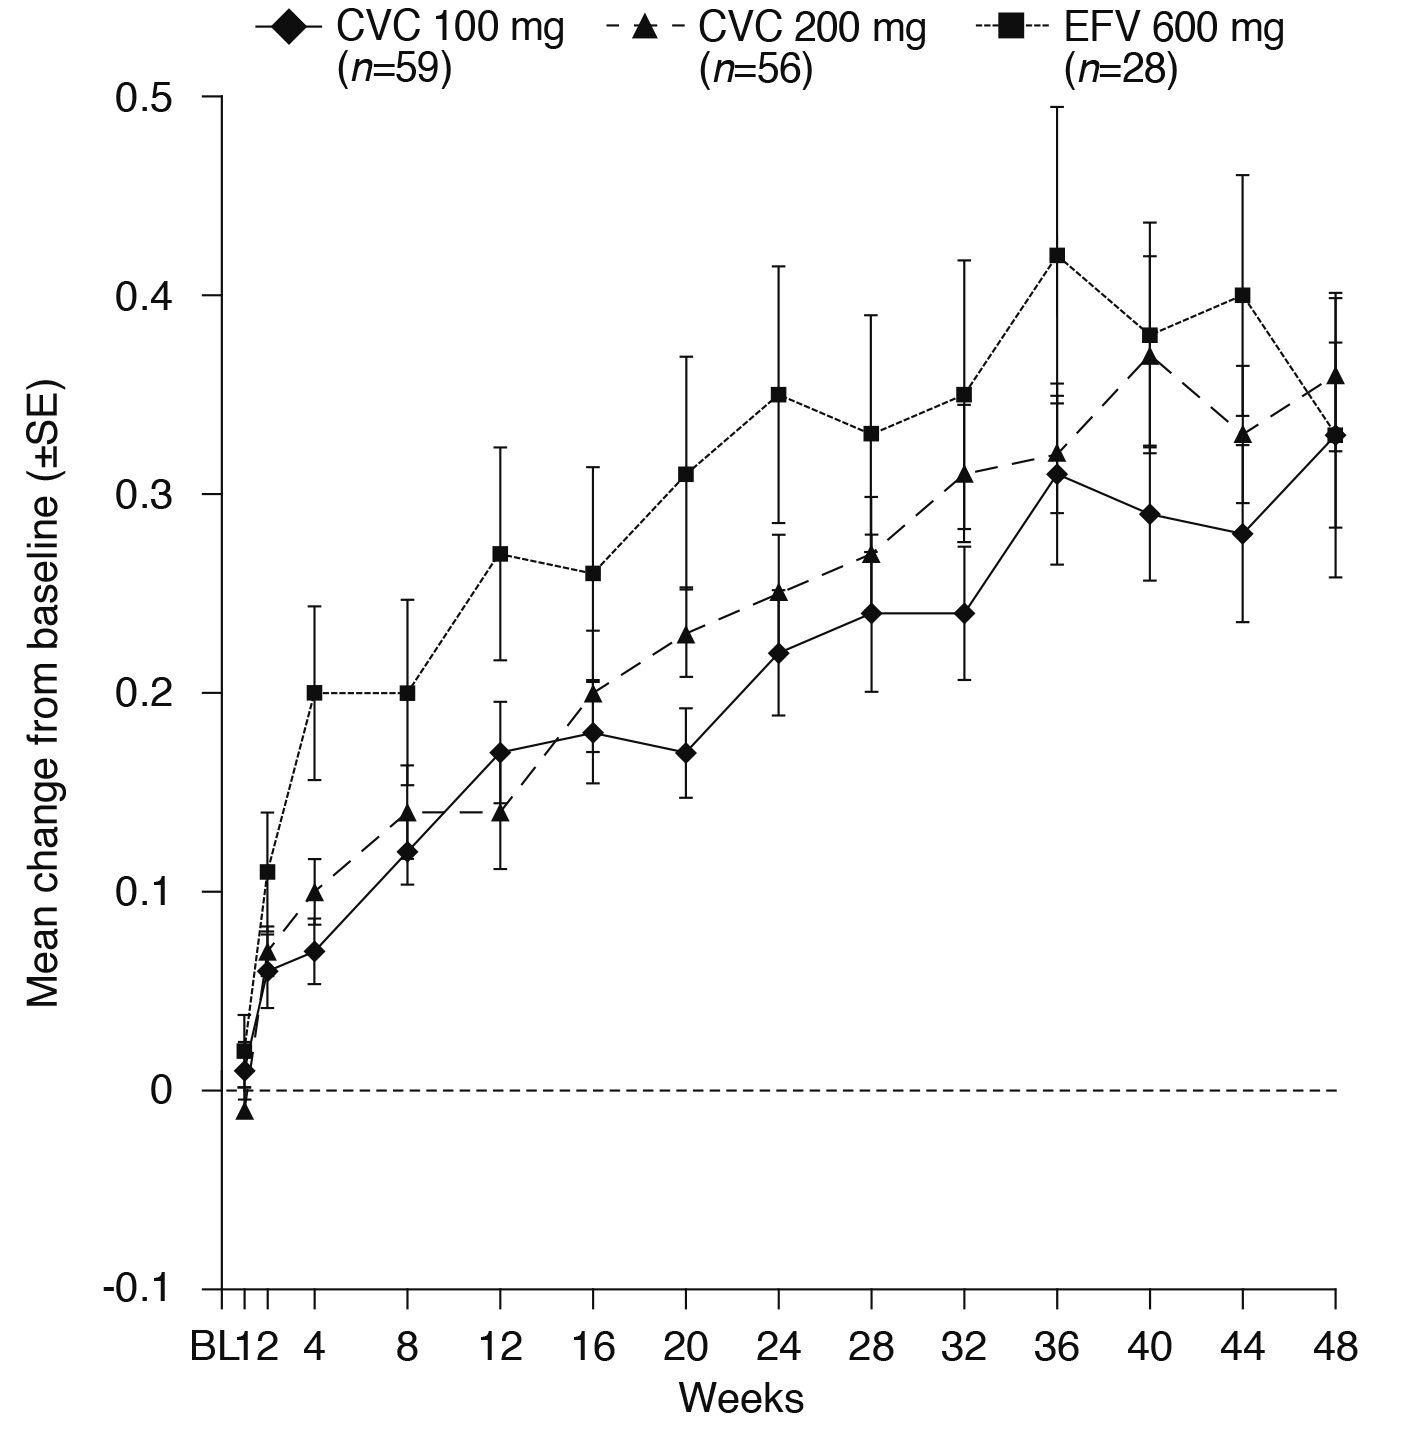 CVC 100 mg CVC 200 mg EFV 600 mg
(n=59) (n=56) (n=28)
0.5
0.4
0.3
0.2
0.1
0
-0.1
Mean change from baseline (±SE)
BL 1 2 4 8 12 16 20 24 28 32 36 40 44 48
Weeks